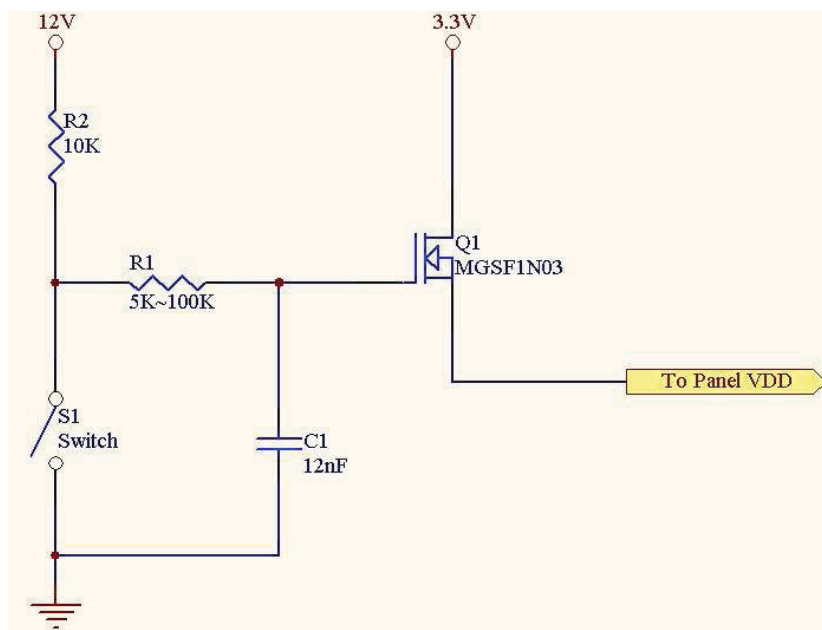 12V
3.3V
R2
10K
R1
5K~100K
Q1
MGSF1N03
To Panel VDD
S1
Switch
C1
12nF